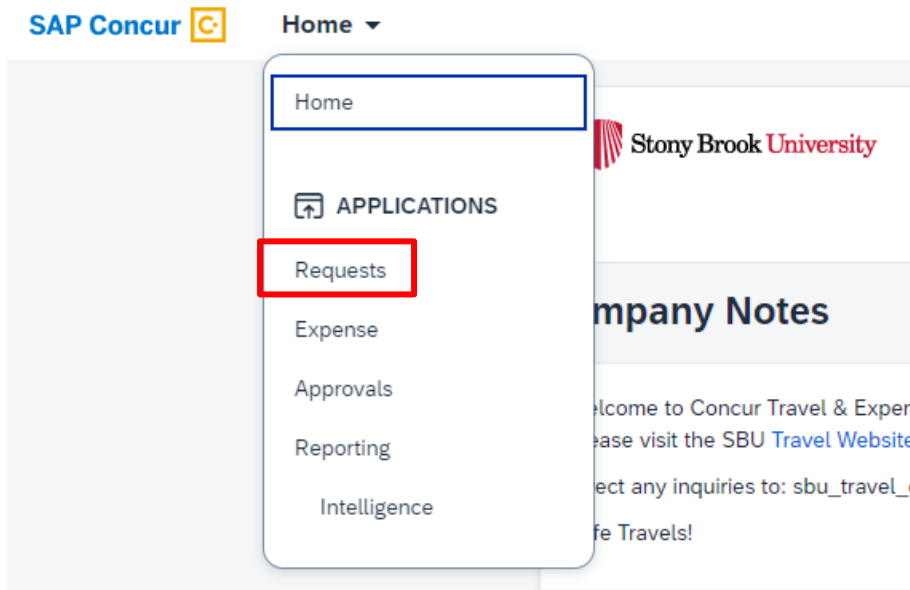 SAP Concur C Home
Home
Stony Brook University
APPLICATIONS
Requests
Expense
Approvals
Reporting
Intelligence
mpany Notes
lcome to Concur Travel & Exper
ease visit the SBU Travel Website
ect any inquiries to: sbu_travel_
fe Travels!